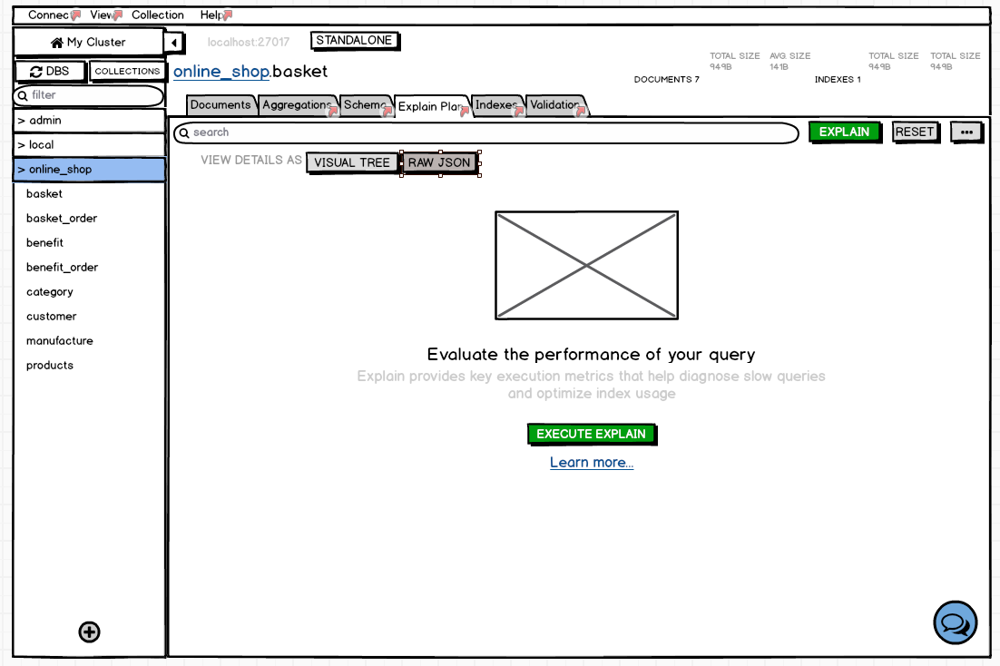 Connec View Collection Help
My Cluster
localhost:27017
STANDALONE
DBS
COLLECTIONS
filter
> admin
> local
> online_shop
basket
basket_order
benefit
benefit_order
category
customer
manufacture
products
online_shop.basket
DOCUMENTS 7
TOTAL SIZE
949B
AVG. SIZE
141B
INDEXES 1
TOTAL SIZE
949B
TOTAL SIZE
949B
Documents Aggregations Schema Explain Plan Indexes Validation
search
EXPLAIN
RESET
•••
VIEW DETAILS AS
VISUAL TREE
RAW JSON
Evaluate the performance of your query
Explain provides key execution metrics that help diagnose slow queries
and optimize index usage
EXECUTE EXPLAIN
Learn more...